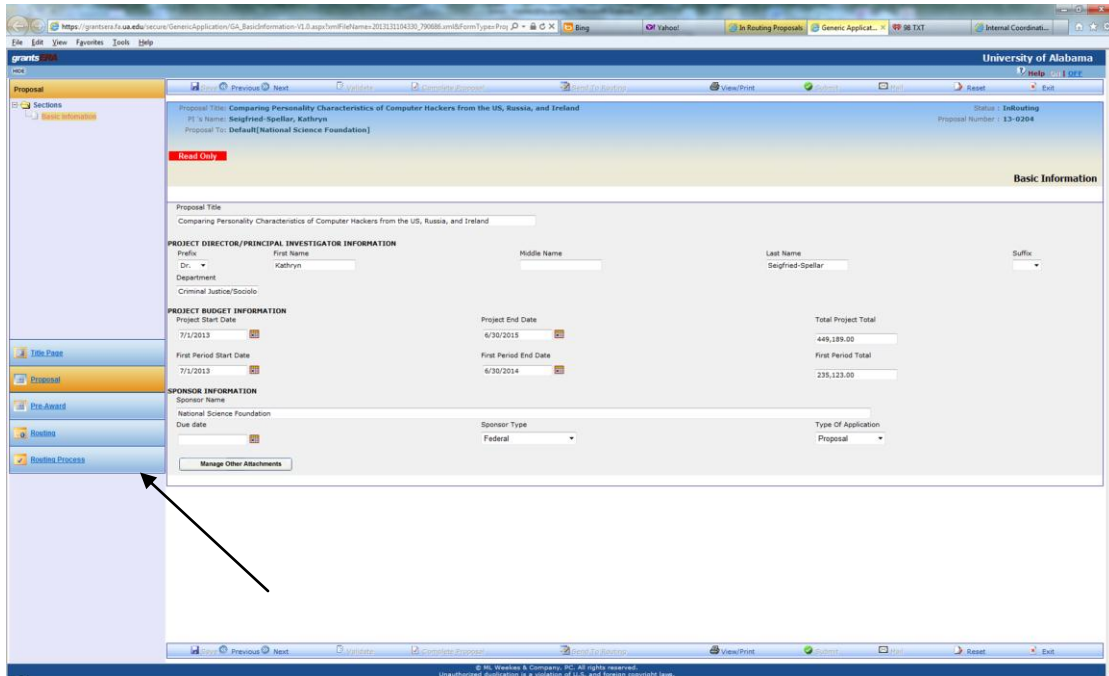 https://grantsera.fa.ua.edu/secure/GenericApplication/GA_BasicInformation-V1.0.aspx?xmlFileName=2013131104330_790686.xml&FormType=Proj
Bing
Yahoo!
In Routing Proposals
Generic Applicat...
98 TXT
Internal Coordinati...
File Edit View Favorites Tools Help
grants
University of Alabama
HIDE
Help
OFF
Proposal
Save Previous Next Validate Complete Proposal Send To Routing View/Print Submit Mail Reset Exit
Sections
Basic Information
Proposal Title: Comparing Personality Characteristics of Computer Hackers from the US, Russia, and Ireland
Status : InRouting
PI 's Name: Seigfried-Spellar, Kathryn
Proposal Number : 13-0204
Proposal To: Default[National Science Foundation]
Read Only
Basic Information
Proposal Title
Comparing Personality Characteristics of Computer Hackers from the US, Russia, and Ireland
PROJECT DIRECTOR/PRINCIPAL INVESTIGATOR INFORMATION
Prefix First Name Middle Name Last Name Suffix
Dr. Kathryn Seigfried-Spellar
Department
Criminal Justice/Sociolo
PROJECT BUDGET INFORMATION
Project Start Date Project End Date Total Project Total
7/1/2013 6/30/2015 449,189.00
First Period Start Date First Period End Date First Period Total
7/1/2013 6/30/2014 235,123.00
SPONSOR INFORMATION
Sponsor Name
National Science Foundation
Due date Sponsor Type Type Of Application
Federal Proposal
Manage Other Attachments
Title Page
Proposal
Pre-Award
Routing
Routing Process
Save Previous Next Validate Complete Proposal Send To Routing View/Print Submit Mail Reset Exit
© ML Weekes & Company, PC. All rights reserved.
Unauthorized duplication is a violation of U.S. and foreign copyright laws.